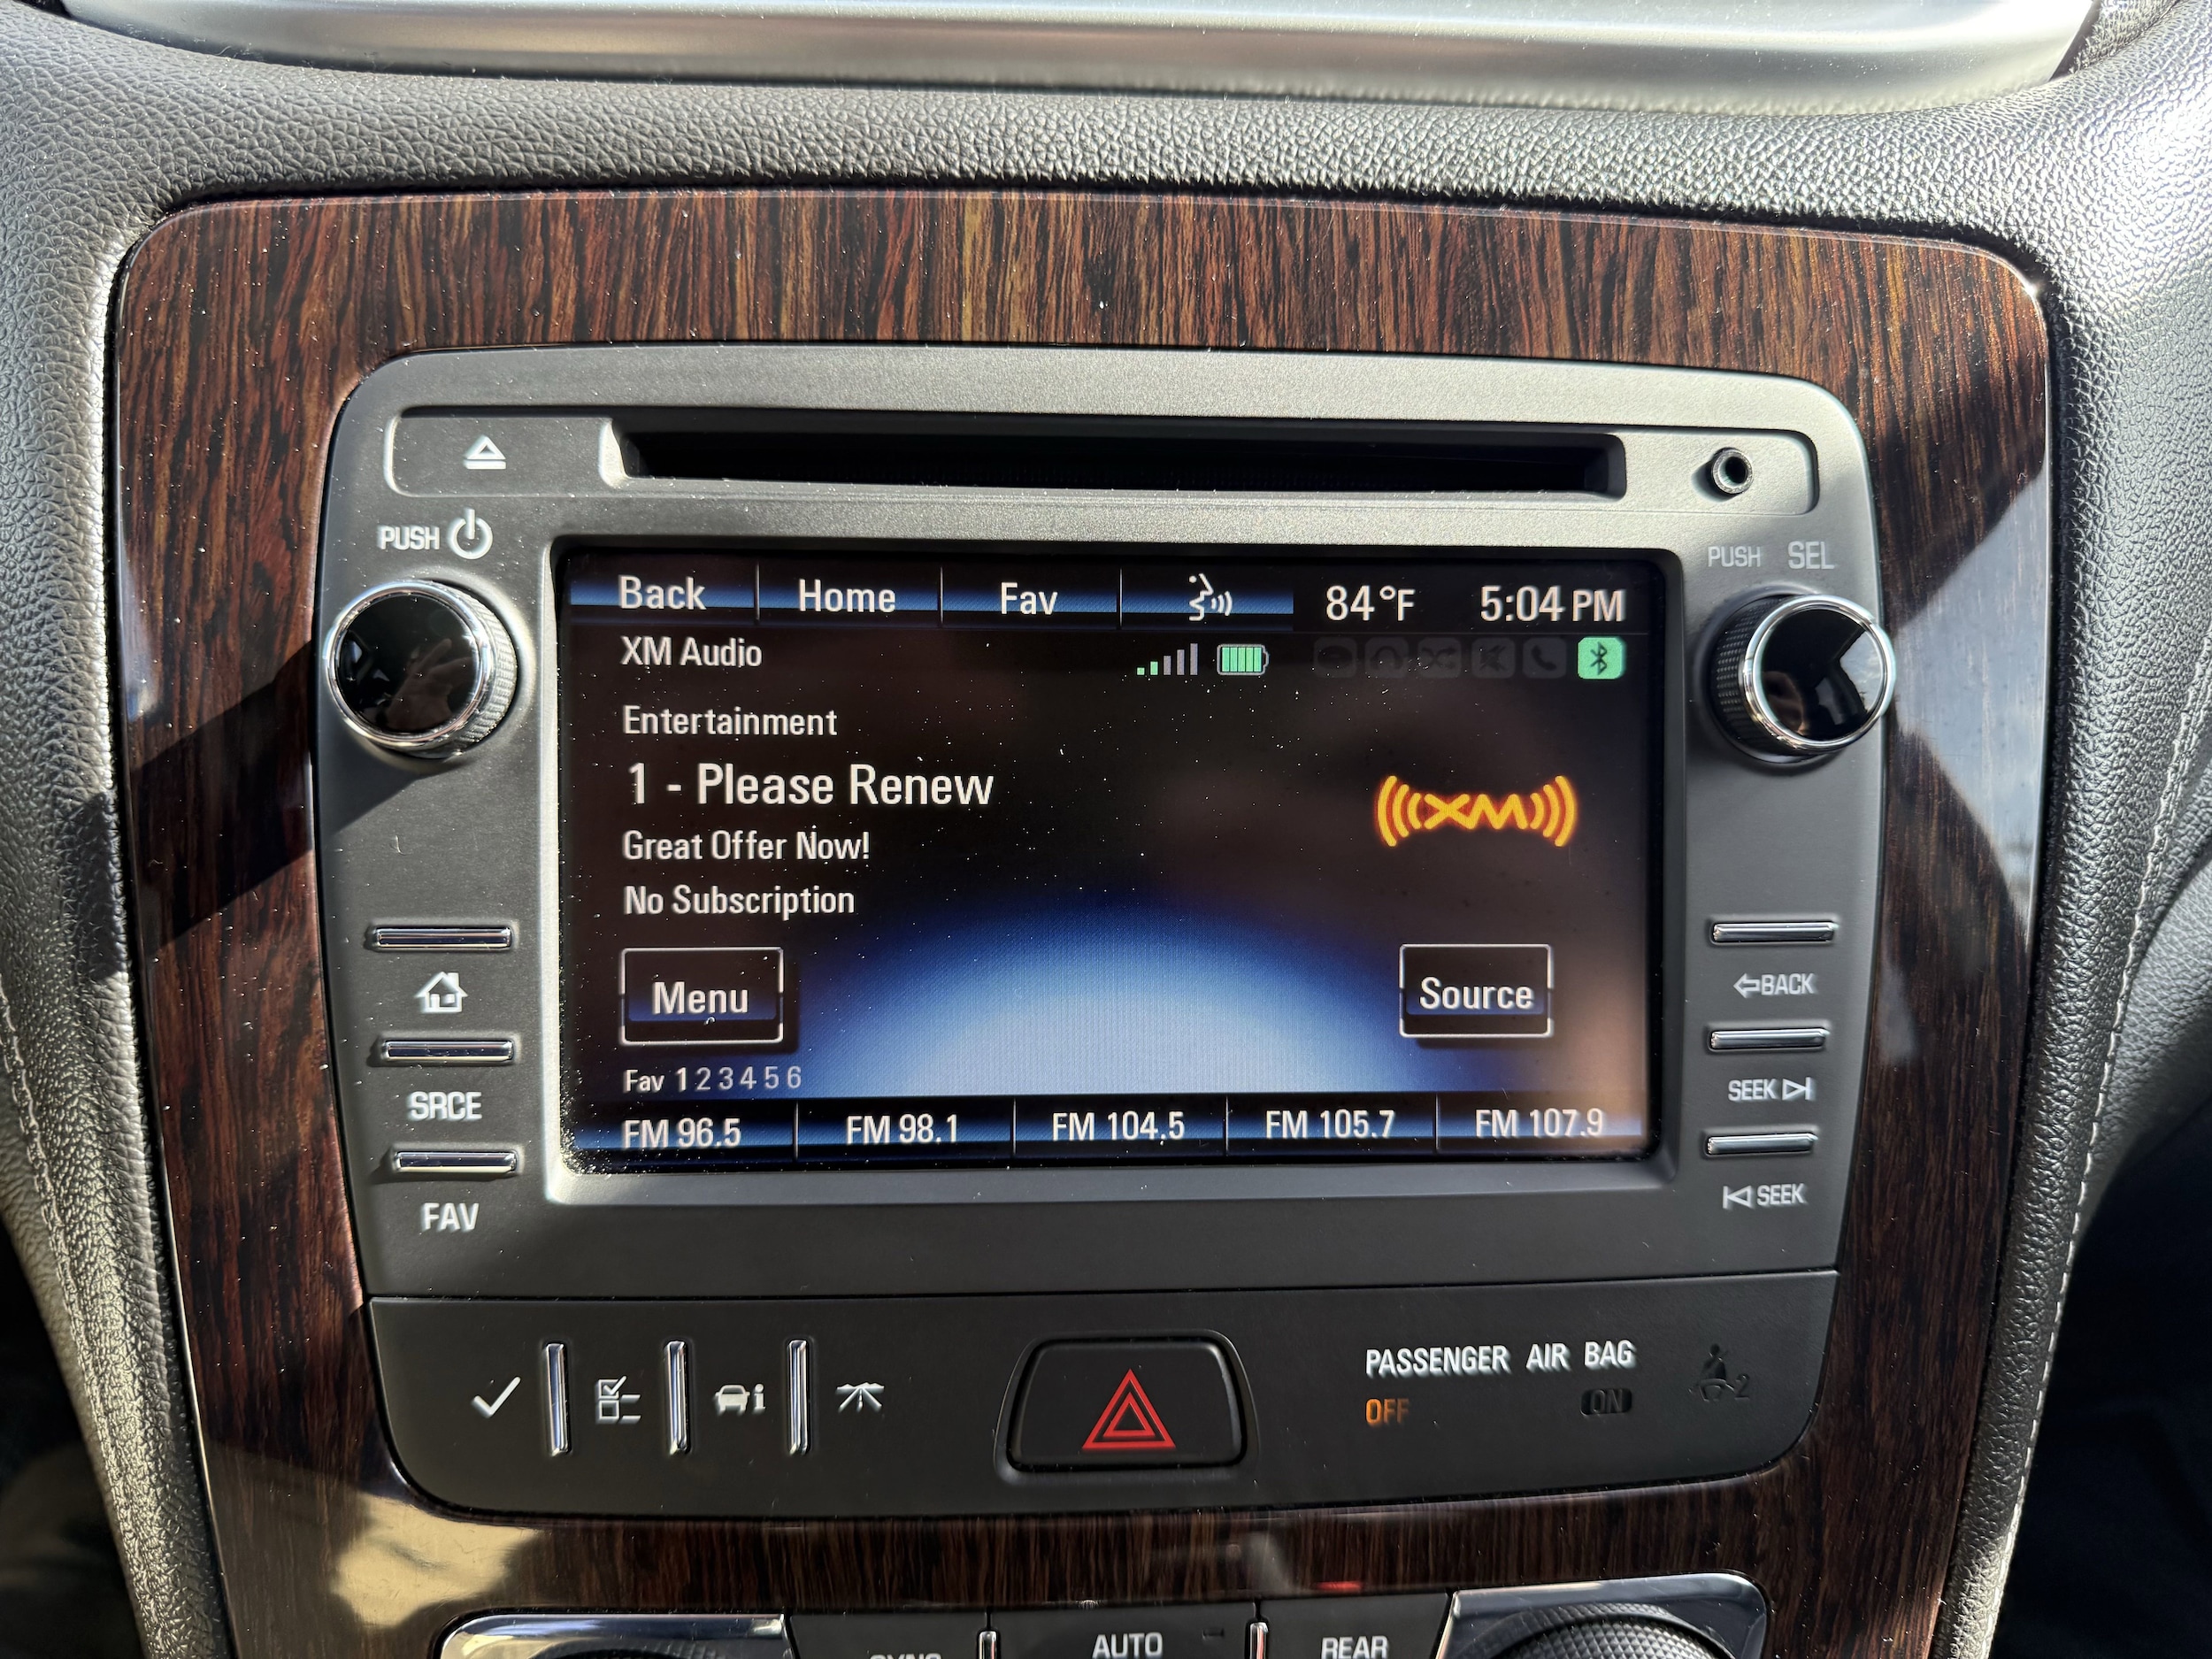 PUSH
PUSH SEL
Back Home Fav 84°F 5:04 PM
XM Audio
Entertainment
1 - Please Renew
XM
Great Offer Now!
No Subscription
Menu Source
Fav 1 2 3 4 5 6
FM 96.5 FM 98.1 FM 104.5 FM 105.7 FM 107.9
SRCE
FAV
BACK
SEEK
SEEK
i
PASSENGER AIR BAG
OFF ON
2
SYNC AUTO REAR